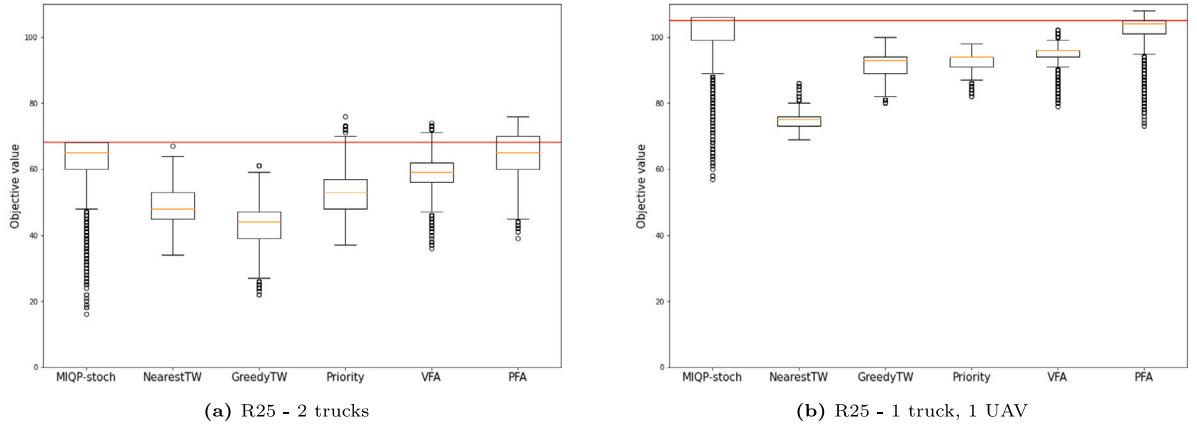 Objective value
100
80
60
40
20
0
MIQP-stoch NearestTW GreedyTW Priority VFA PFA
(a) R25 - 2 trucks
Objective value
100
80
60
40
20
0
MIQP-stoch NearestTW GreedyTW Priority VFA PFA
(b) R25 - 1 truck, 1 UAV